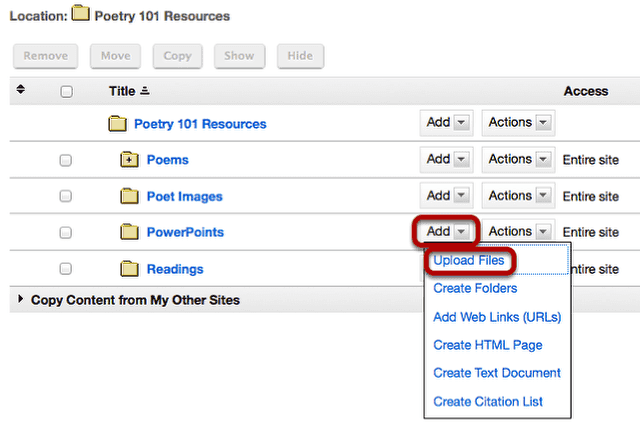 Location: Poetry 101 Resources
Remove Move Copy Show Hide
Title Access
Poetry 101 Resources Add Actions
Poems Add Actions Entire site
Poet Images Add Actions Entire site
PowerPoints Add Actions Entire site
Readings ntire site
Upload Files
Create Folders
Add Web Links (URLs)
Create HTML Page
Create Text Document
Create Citation List
Copy Content from My Other Sites